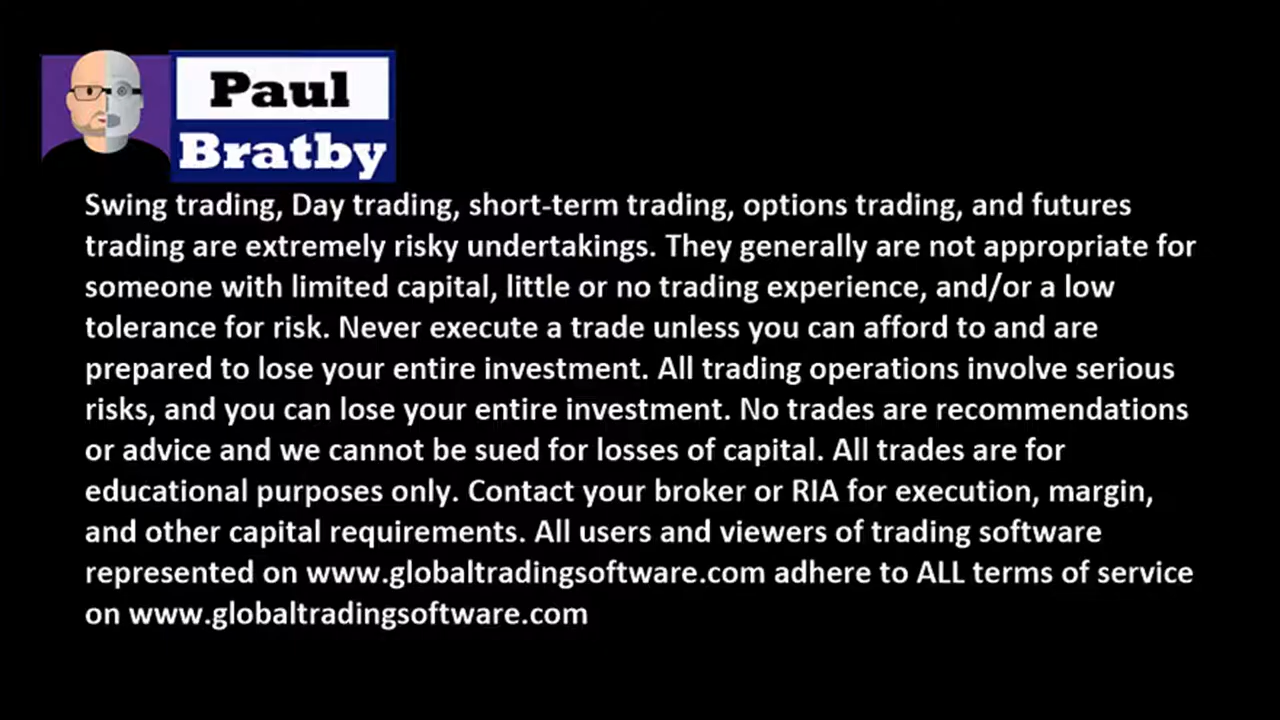 Paul
Bratby
Swing trading, Day trading, short-term trading, options trading, and futures
trading are extremely risky undertakings. They generally are not appropriate for
someone with limited capital, little or no trading experience, and/or a low
tolerance for risk. Never execute a trade unless you can afford to and are
prepared to lose your entire investment. All trading operations involve serious
risks, and you can lose your entire investment. No trades are recommendations
or advice and we cannot be sued for losses of capital. All trades are for
educational purposes only. Contact your broker or RIA for execution, margin,
and other capital requirements. All users and viewers of trading software
represented on www.globaltradingsoftware.com adhere to ALL terms of service
on www.globaltradingsoftware.com